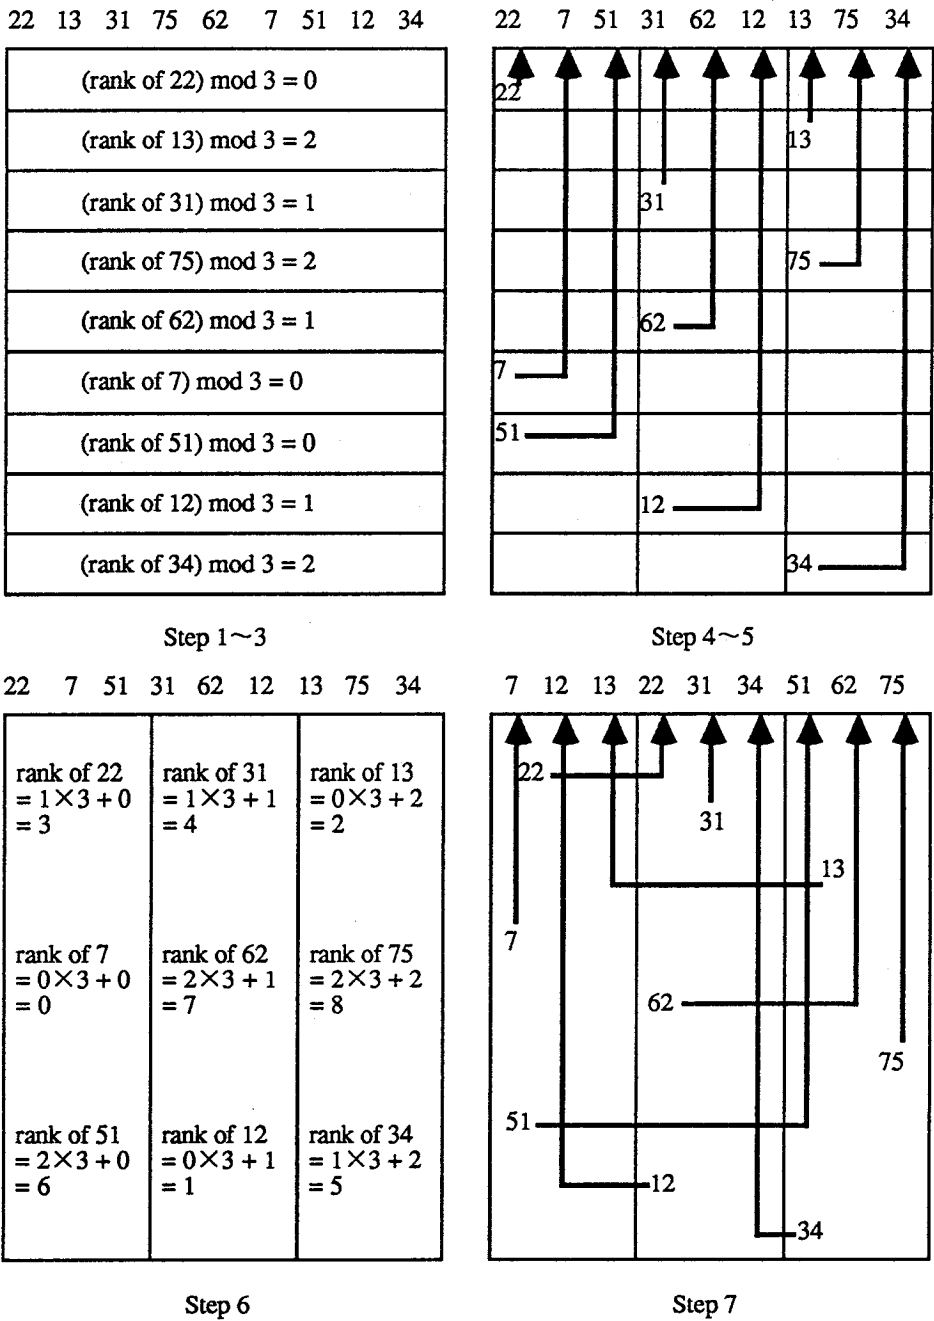 22 13 31 75 62 7 51 12 34
(rank of 22) mod 3 = 0
(rank of 13) mod 3 = 2
(rank of 31) mod 3 = 1
(rank of 75) mod 3 = 2
(rank of 62) mod 3 = 1
(rank of 7) mod 3 = 0
(rank of 51) mod 3 = 0
(rank of 12) mod 3 = 1
(rank of 34) mod 3 = 2
Step 1~3
22 7 51 31 62 12 13 75 34
22
13
31
75
62
7
51
12
34
Step 4~5
22 7 51 31 62 12 13 75 34
rank of 22
= 1×3 + 0
= 3
rank of 31
= 1×3 + 1
= 4
rank of 13
= 0×3 + 2
= 2
rank of 7
= 0×3 + 0
= 0
rank of 62
= 2×3 + 1
= 7
rank of 75
= 2×3 + 2
= 8
rank of 51
= 2×3 + 0
= 6
rank of 12
= 0×3 + 1
= 1
rank of 34
= 1×3 + 2
= 5
Step 6
7 12 13 22 31 34 51 62 75
22
31
13
7
62
75
51
12
34
Step 7